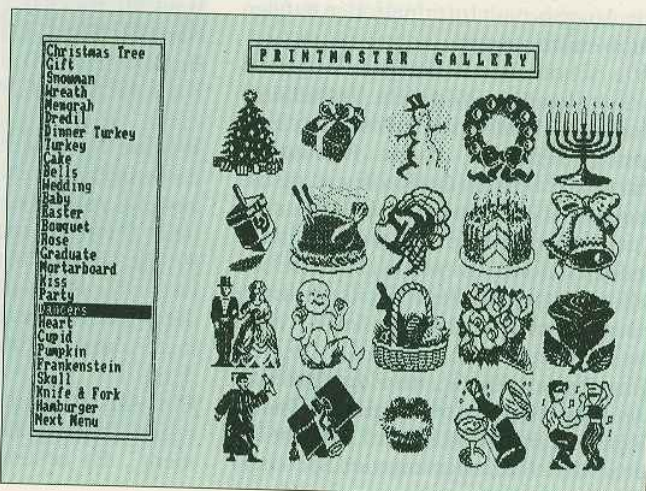 PRINTMASTER GALLERY
Christmas Tree
Gift
Snowman
Wreath
Memorah
Dredil
Dinner Turkey
Turkey
Cake
Bells
Wedding
Baby
Easter
Bouquet
Rose
Graduate
Mortarboard
Kiss
Party
Dancers
Heart
Cupid
Pumpkin
Frankenstein
Skull
Knife & Fork
Hamburger
Next Menu